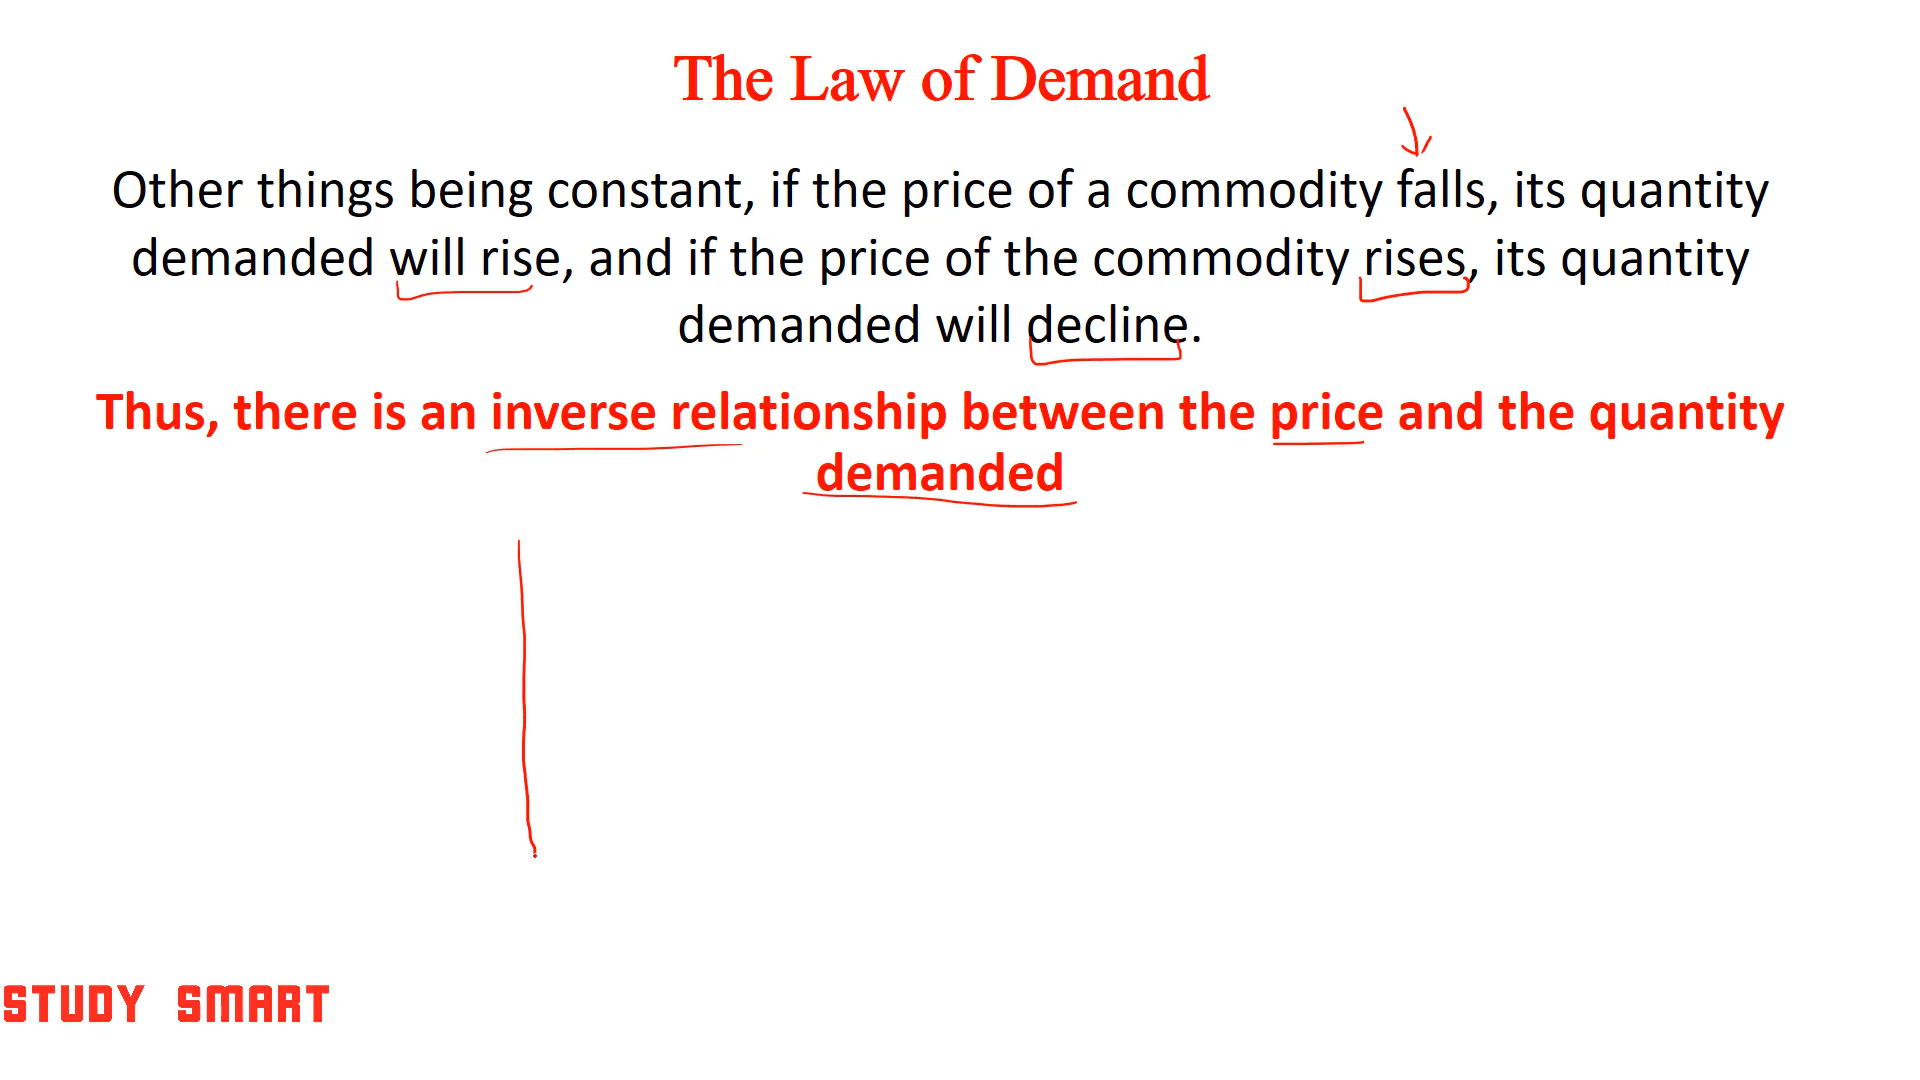 The Law of Demand
Other things being constant, if the price of a commodity falls, its quantity
demanded will rise, and if the price of the commodity rises, its quantity
demanded will decline.
Thus, there is an inverse relationship between the price and the quantity
demanded
STUDY SMART